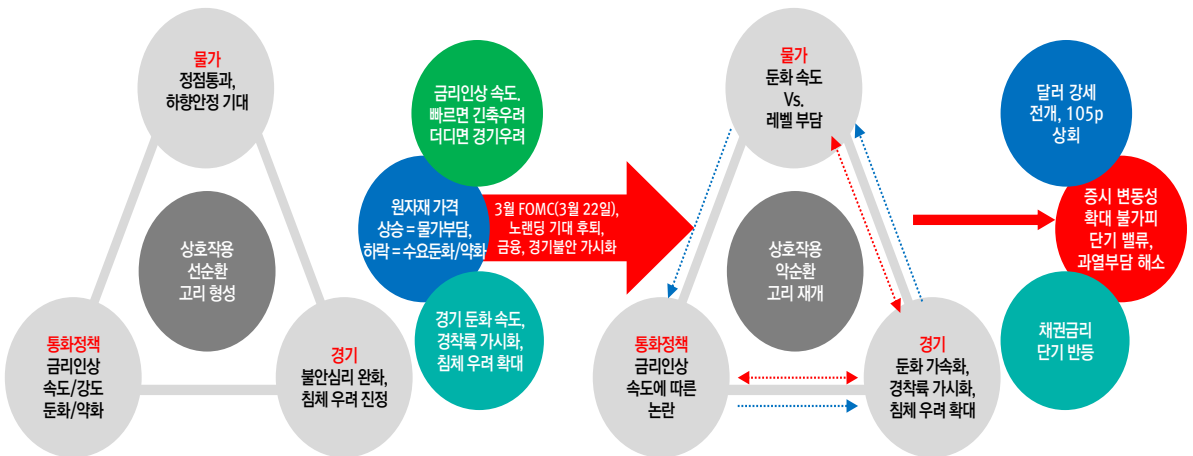 물가
정점통과,
하향안정 기대
상호작용
선순환
고리 형성
통화정책
금리인상
속도/강도
둔화/약화
경기
불안심리 완화,
침체 우려 진정
금리인상 속도.
빠르면 긴축우려
더디면 경기우려
원자재 가격
상승 = 물가부담,
하락 = 수요둔화/약화
경기 둔화 속도,
경착륙 가시화,
침체 우려 확대
3월 FOMC(3월 22일),
노랜딩 기대 후퇴,
금융, 경기불안 가시화
물가
둔화 속도
Vs.
레벨 부담
상호작용
악순환
고리 재개
통화정책
금리인상
속도에 따른
논란
경기
둔화 가속화,
경착륙 가시화,
침체 우려 확대
달러 강세
전개, 105p
상회
증시 변동성
확대 불가피
단기 밸류,
과열부담 해소
채권금리
단기 반등